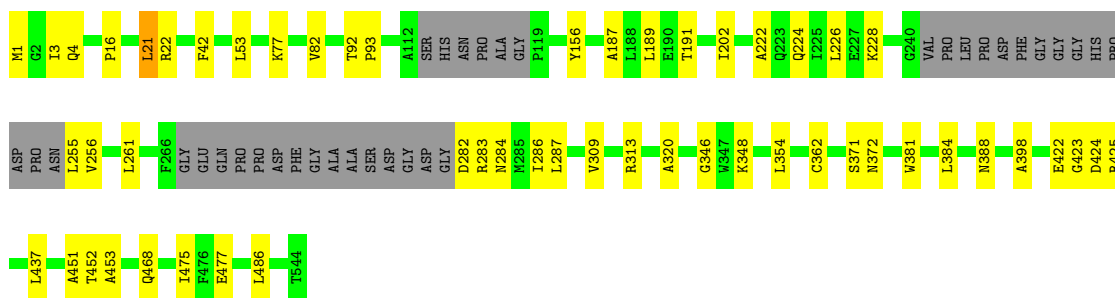 M1 G2 I3 Q4 P16 L21 R22 F42 L53 K77 V82 T92 P93 A112 SER HIS ASN PRO ALA GLY P119 Y156 A187 L188 L189 E190 T191 I202 A222 Q223 Q224 I225 L226 E227 K228 G240 VAL PRO LEU PRO ASP PHE GLY GLY GLY HIS PRO
ASP PRO ASN L255 V256 L261 F266 GLY GLU GLN PRO PRO ASP PHE GLY ALA ALA SER ASP GLY ASP GLY D282 R283 N284 M285 I286 L287 V309 R313 A320 G346 W347 K348 L354 C362 S371 N372 W381 L384 N388 A398 E422 G423 D424
L437 A451 T452 A453 Q468 I475 F476 E477 L486 T544